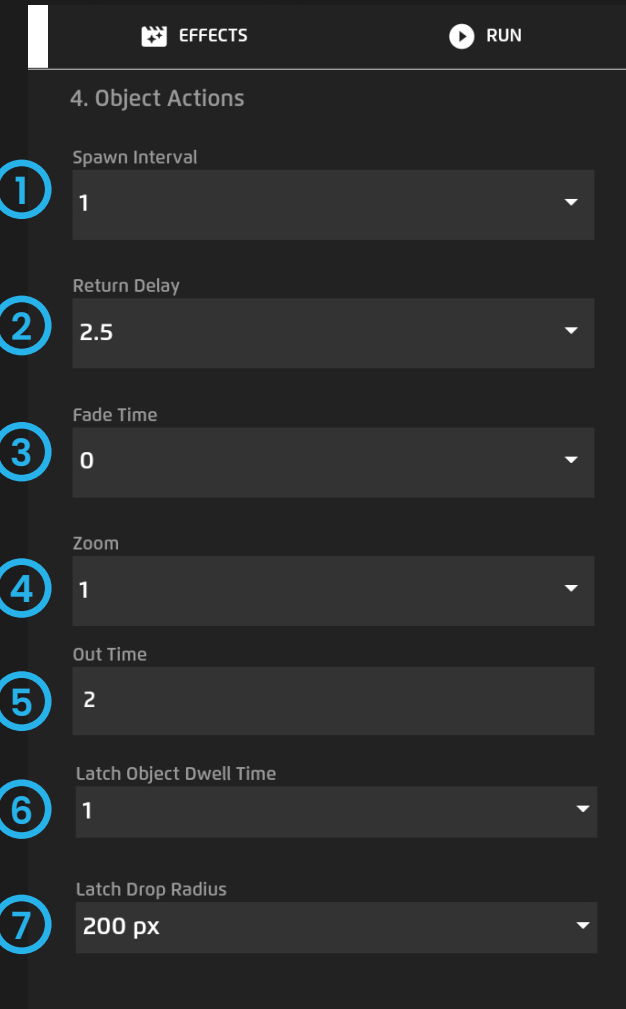 EFFECTS RUN
4. Object Actions
Spawn Interval
1 1
Return Delay
2 2.5
Fade Time
3 0
Zoom
4 1
Out Time
5 2
Latch Object Dwell Time
6 1
Latch Drop Radius
7 200 px